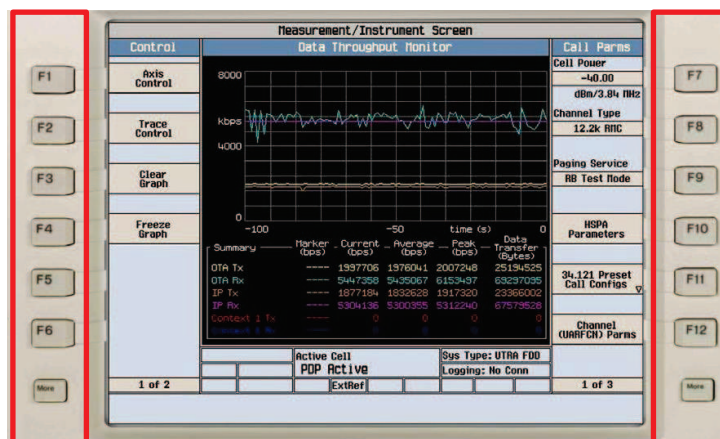 Measurement/Instrument Screen
Control
Data Throughput Monitor
Call Parms
F1
F2
F3
F4
F5
F6
More
Axis
Control
Trace
Control
Clear
Graph
Freeze
Graph
1 of 2
8000
kbps
4000
0
-100
-50
time (s)
0
Summary Marker (bps) Current (bps) Average (bps) Peak (bps) Data Transfer (Bytes)
OTA Tx ---- 1997706 1976041 2007248 25194525
OTA Rx ---- 5447358 5435067 6153497 69297095
IP Tx ---- 1877184 1832628 1917320 23366002
IP Rx ---- 5304136 5300355 5312240 67579528
Context 1 Tx ---- 0 0 0 0
Active Cell
PDP Active
Sys Type: UTRA FDD
Logging: No Conn
ExtRef
Cell Power
-40.00
dBm/3.84 MHz
Channel Type
12.2k RMC
Paging Service
RB Test Mode
HSPA
Parameters
34.121 Preset
Call Configs
Channel
(UARFCN) Parms
1 of 3
F7
F8
F9
F10
F11
F12
More